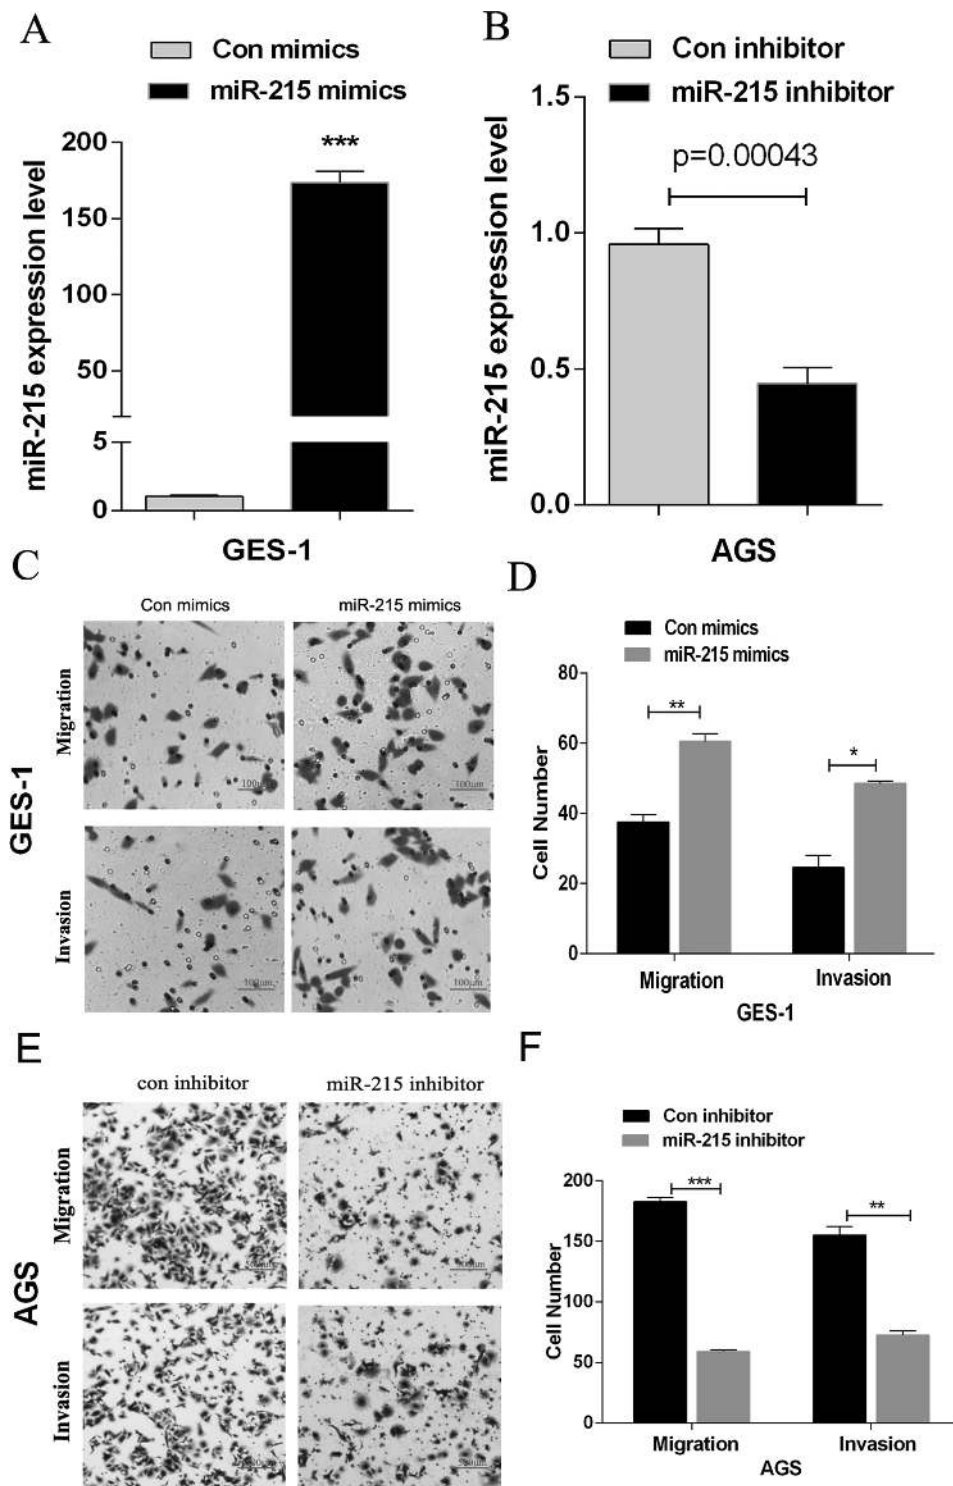 A
Con mimics
miR-215 mimics
miR-215 expression level
200
150
100
50
5
0
***
GES-1
B
Con inhibitor
miR-215 inhibitor
miR-215 expression level
1.5
1.0
0.5
0.0
p=0.00043
AGS
C
Con mimics
miR-215 mimics
GES-1
Migration
100μm
100μm
Invasion
100μm
100μm
D
Con mimics
miR-215 mimics
Cell Number
80
60
40
20
0
**
*
Migration
Invasion
GES-1
E
con inhibitor
miR-215 inhibitor
AGS
Migration
Invasion
F
Con inhibitor
miR-215 inhibitor
Cell Number
200
150
100
50
0
***
**
Migration
Invasion
AGS